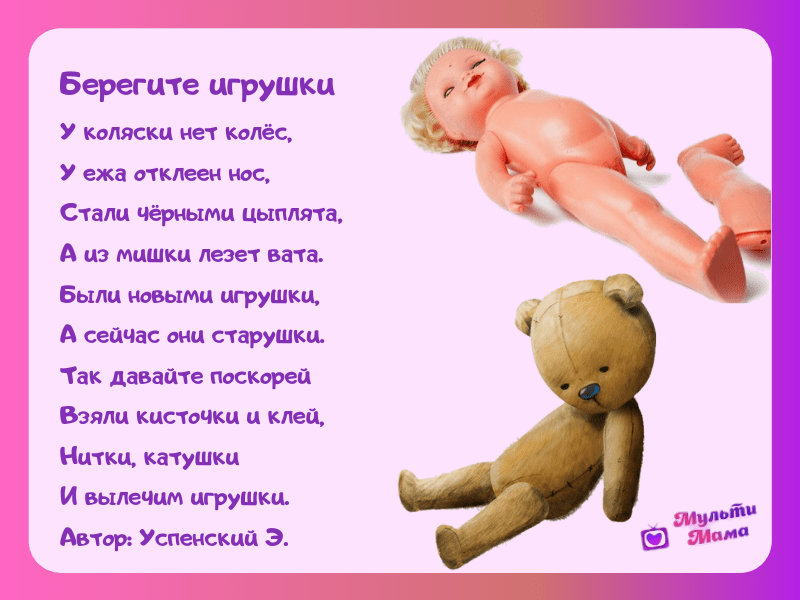 Берегите игрушки
У коляски нет колёс,
У ежа отклеен нос,
Стали чёрными цыплята,
А из мишки лезет вата.
Были новыми игрушки,
А сейчас они старушки.
Так давайте поскорей
Взяли кисточки и клей,
Нитки, катушки
И вылечим игрушки.
Автор: Успенский Э.
Мульти
Мама